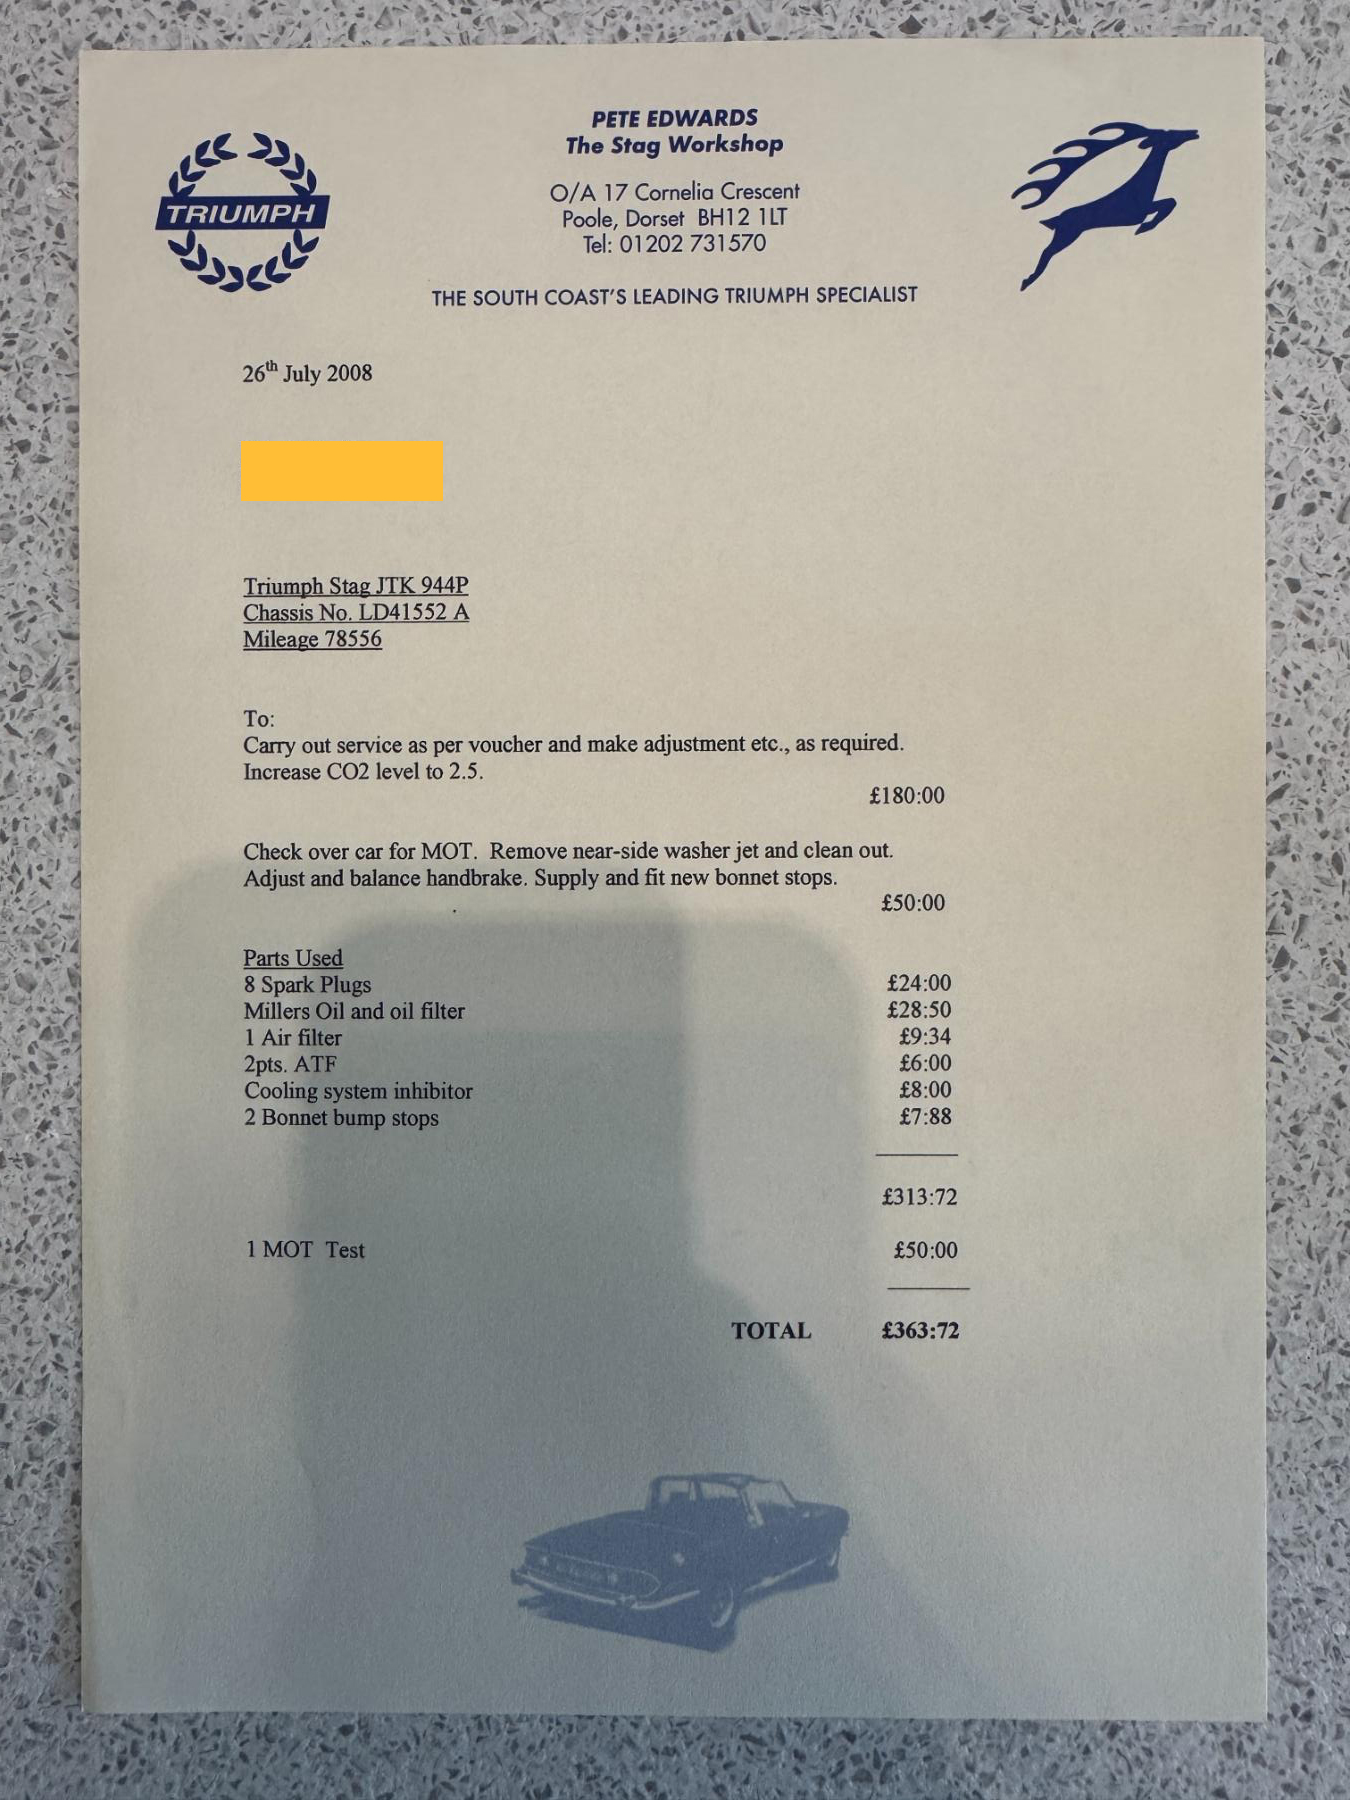 PETE EDWARDS
The Stag Workshop
TRIUMPH
O/A 17 Cornelia Crescent
Poole, Dorset BH12 1LT
Tel: 01202 731570
THE SOUTH COAST'S LEADING TRIUMPH SPECIALIST
26th July 2008
Triumph Stag JTK 944P
Chassis No. LD41552 A
Mileage 78556
To:
Carry out service as per voucher and make adjustment etc., as required.
Increase CO2 level to 2.5.
£180:00
Check over car for MOT. Remove near-side washer jet and clean out.
Adjust and balance handbrake. Supply and fit new bonnet stops.
£50:00
Parts Used
8 Spark Plugs £24:00
Millers Oil and oil filter £28:50
1 Air filter £9:34
2pts. ATF £6:00
Cooling system inhibitor £8:00
2 Bonnet bump stops £7:88
£313:72
1 MOT Test £50:00
TOTAL £363:72